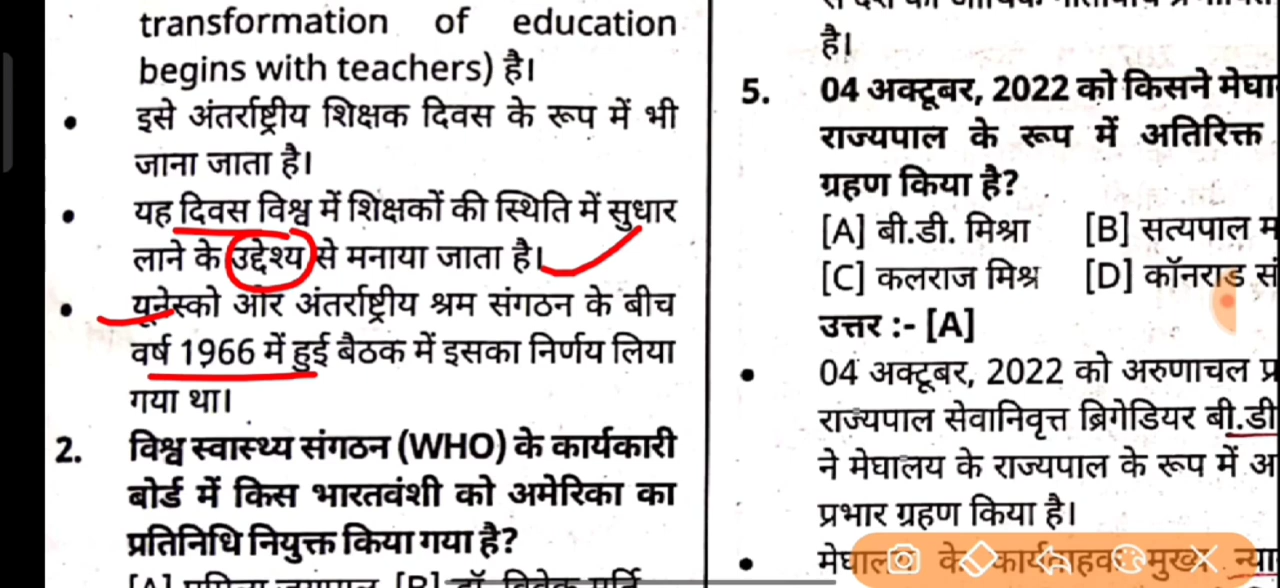 transformation of education
begins with teachers) है।
• इसे अंतर्राष्ट्रीय शिक्षक दिवस के रूप में भी
जाना जाता है।
• यह दिवस विश्व में शिक्षकों की स्थिति में सुधार
लाने के उद्देश्य से मनाया जाता है।
• यूनेस्को और अंतर्राष्ट्रीय श्रम संगठन के बीच
वर्ष 1966 में हुई बैठक में इसका निर्णय लिया
गया था।
2. विश्व स्वास्थ्य संगठन (WHO) के कार्यकारी
बोर्ड में किस भारतवंशी को अमेरिका का
प्रतिनिधि नियुक्त किया गया है?
[A] [B] डॉ. विवेक मूर्ति
है।
5. 04 अक्टूबर, 2022 को किसने मेघा
राज्यपाल के रूप में अतिरिक्त
ग्रहण किया है?
[A] बी.डी. मिश्रा [B] सत्यपाल म
[C] कलराज मिश्र [D] कॉनराड सं
उत्तर :- [A]
• 04 अक्टूबर, 2022 को अरुणाचल प्र
राज्यपाल सेवानिवृत्त ब्रिगेडियर बी.डी
ने मेघालय के राज्यपाल के रूप में अ
प्रभार ग्रहण किया है।
• मेघालय के कार्यवाहक मुख्य न्या